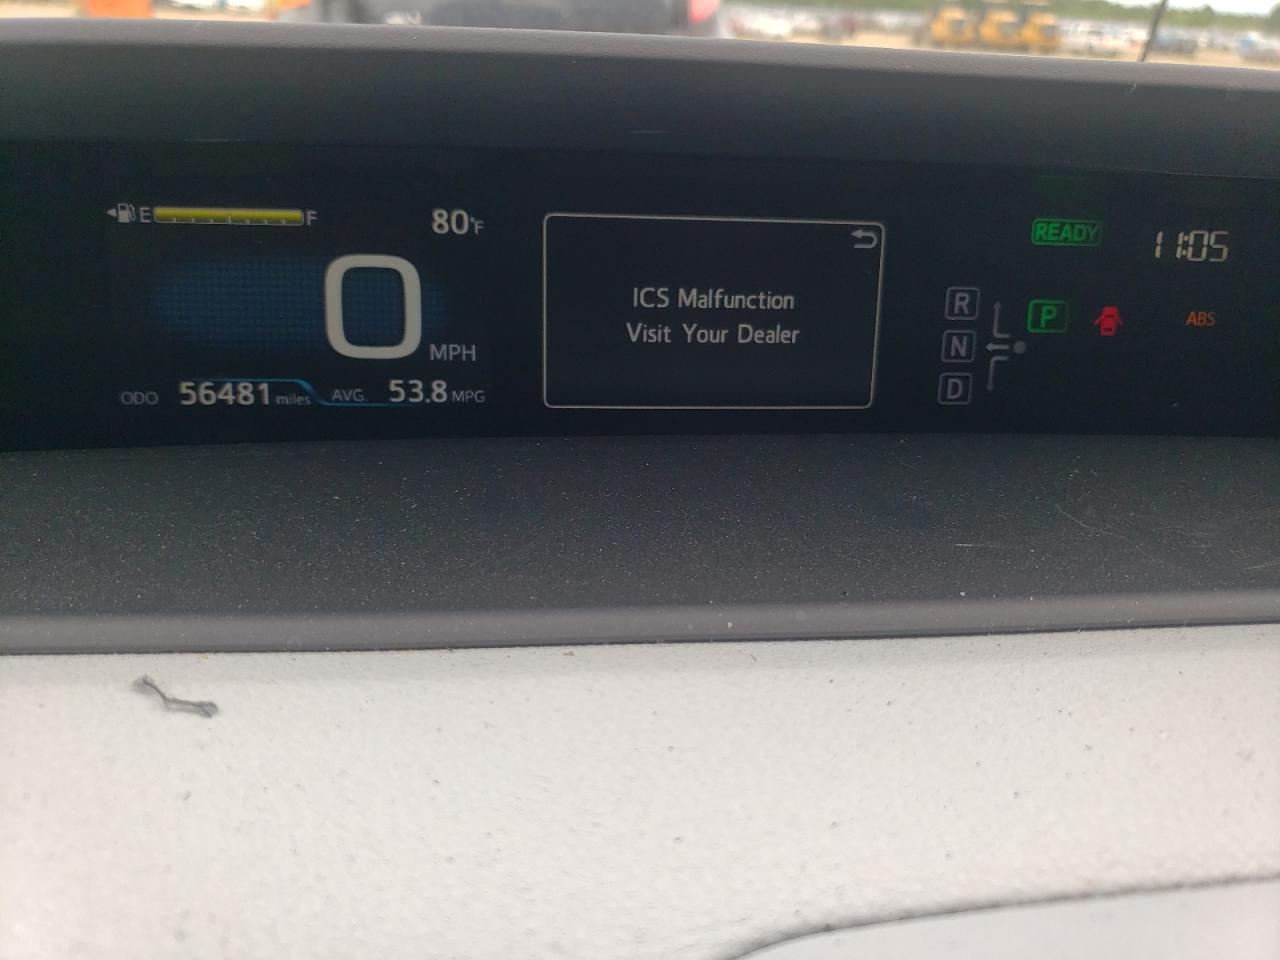 E F
80°F
0
MPH
ODO 56481 miles AVG. 53.8 MPG
ICS Malfunction
Visit Your Dealer
READY
11:05
R
N
D
P
ABS